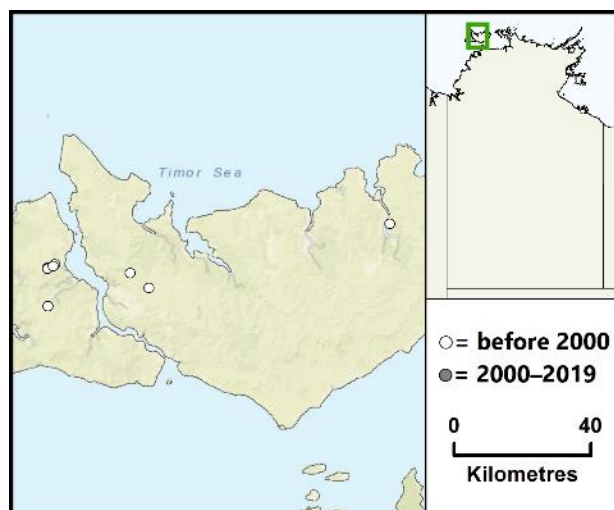 Timor Sea
= before 2000
= 2000–2019
0 40
Kilometres